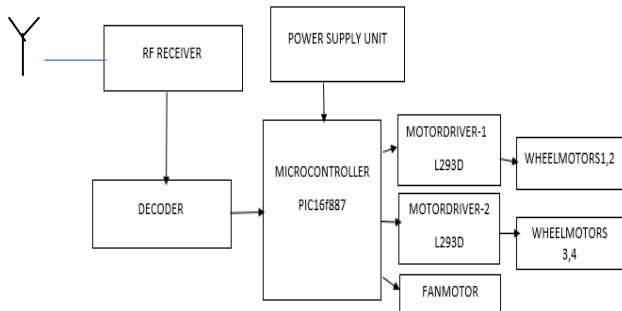 RF RECEIVER
POWER SUPPLY UNIT
DECODER
MICROCONTROLLER
PIC16f887
MOTORDRIVER-1
L293D
WHEELMOTORS1,2
MOTORDRIVER-2
L293D
WHEELMOTORS
3,4
FANMOTOR